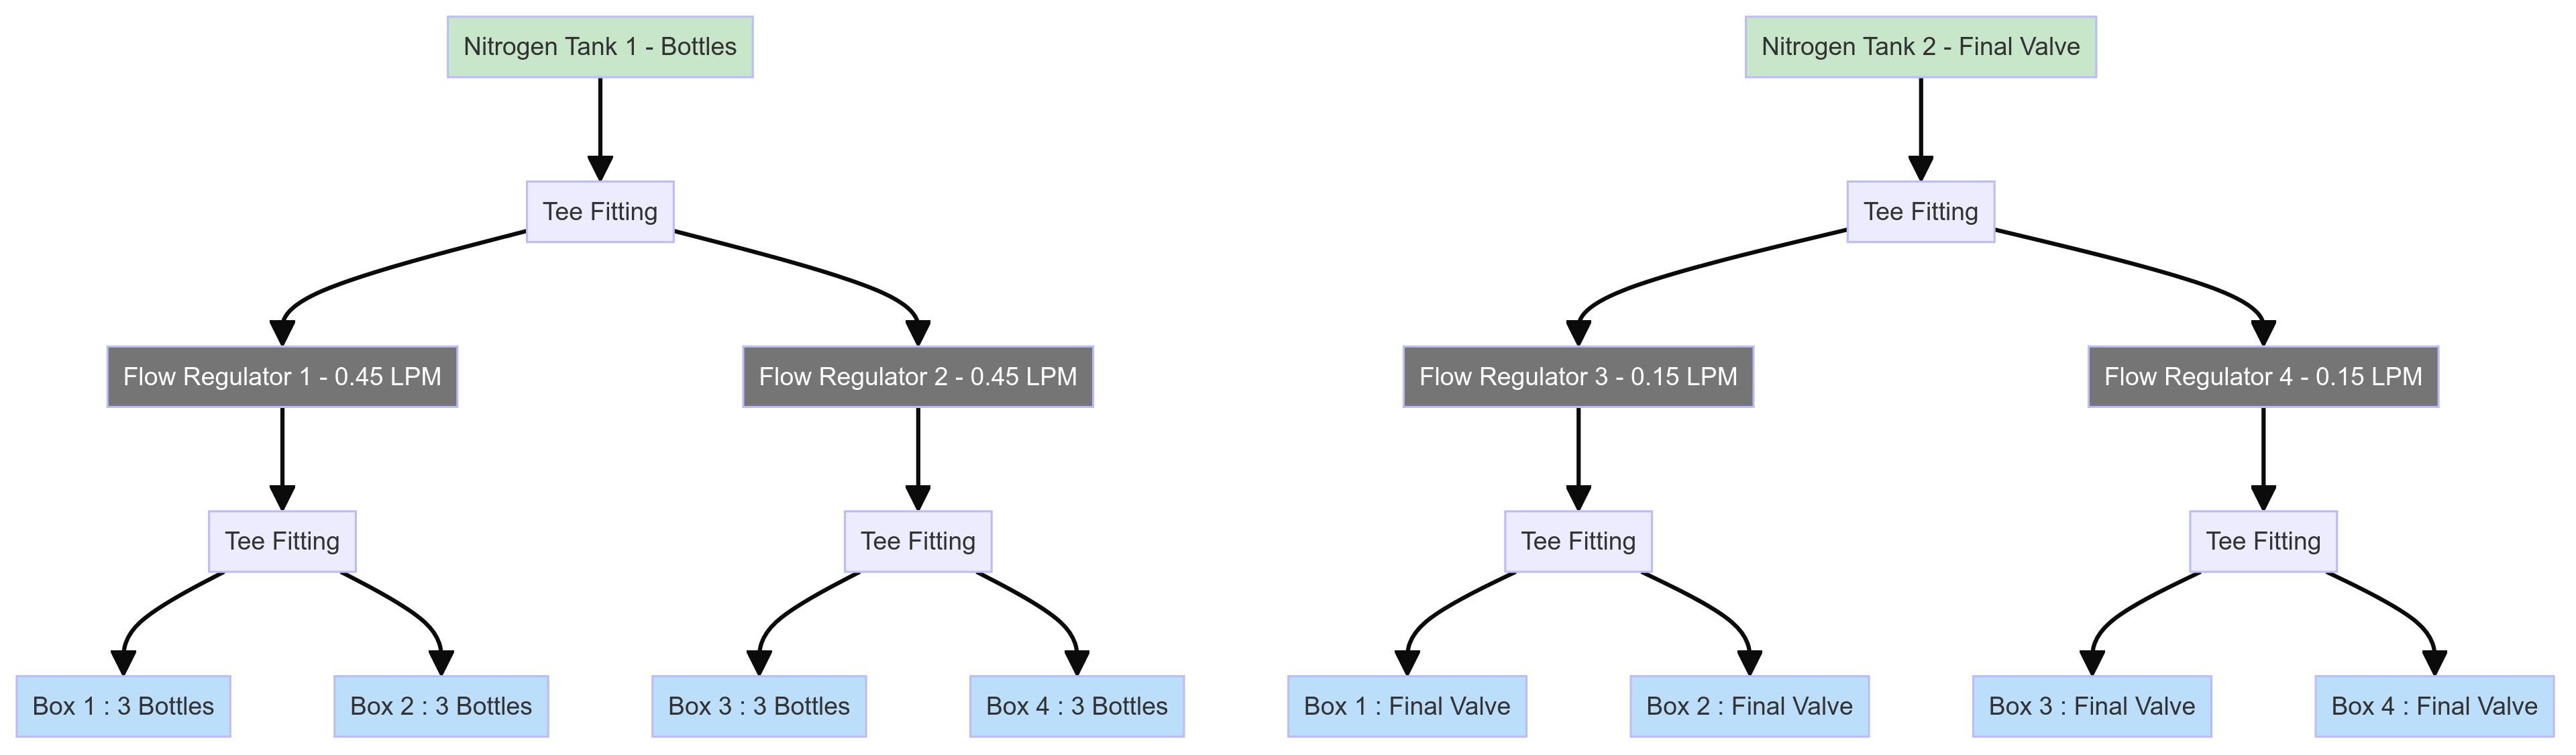 Nitrogen Tank 1 - Bottles
Nitrogen Tank 2 - Final Valve
Tee Fitting
Tee Fitting
Flow Regulator 1 - 0.45 LPM
Flow Regulator 2 - 0.45 LPM
Flow Regulator 3 - 0.15 LPM
Flow Regulator 4 - 0.15 LPM
Tee Fitting
Tee Fitting
Tee Fitting
Tee Fitting
Box 1 : 3 Bottles
Box 2 : 3 Bottles
Box 3 : 3 Bottles
Box 4 : 3 Bottles
Box 1 : Final Valve
Box 2 : Final Valve
Box 3 : Final Valve
Box 4 : Final Valve